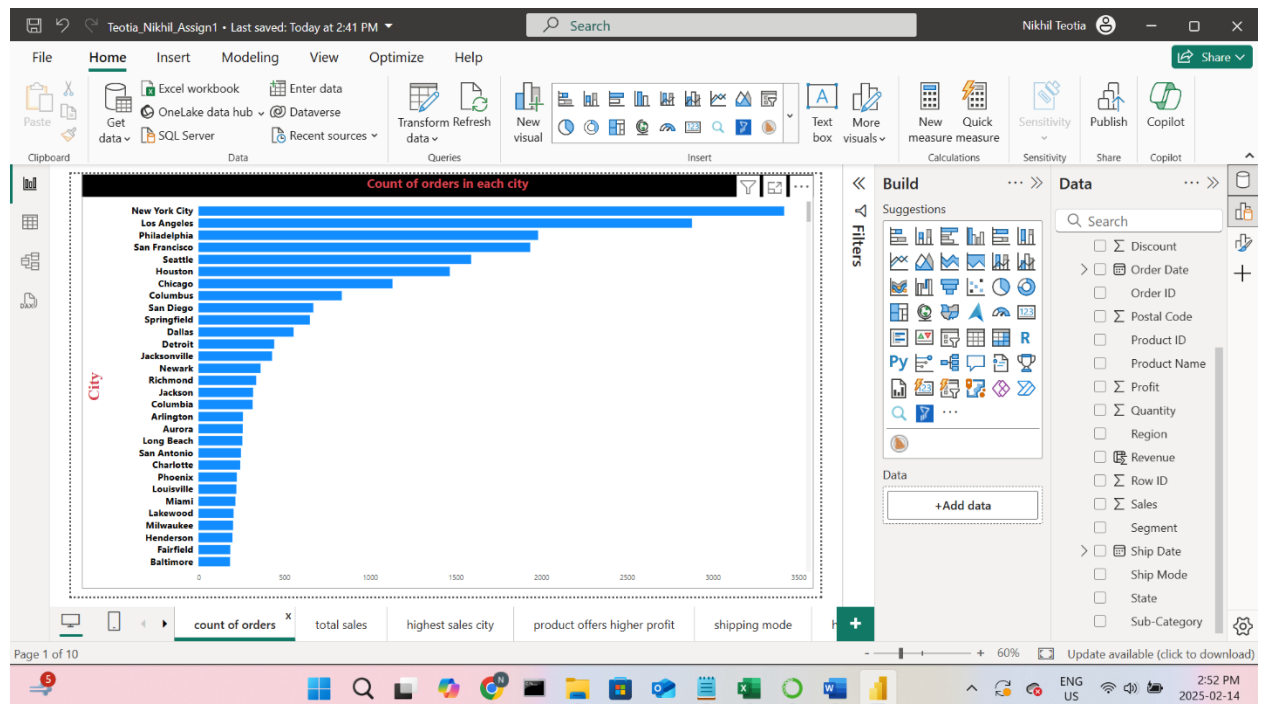 Teotia_Nikhil_Assign1 • Last saved: Today at 2:41 PM
Search
Nikhil Teotia
File Home Insert Modeling View Optimize Help
Share
Paste
Clipboard
Get data
Excel workbook
OneLake data hub
SQL Server
Enter data
Dataverse
Recent sources
Data
Transform data
Refresh
Queries
New visual
123
A
Text box
More visuals
Insert
New measure
Quick measure
Calculations
Sensitivity
Sensitivity
Publish
Share
Copilot
Copilot
DAX
Count of orders in each city
City
New York City
Los Angeles
Philadelphia
San Francisco
Seattle
Houston
Chicago
Columbus
San Diego
Springfield
Dallas
Detroit
Jacksonville
Newark
Richmond
Jackson
Columbia
Arlington
Aurora
Long Beach
San Antonio
Charlotte
Phoenix
Louisville
Miami
Lakewood
Milwaukee
Henderson
Fairfield
Baltimore
0 500 1000 1500 2000 2500 3000 3500
Filters
Build
Suggestions
123
R
Py
Data
+Add data
Data
Search
Discount
Order Date
Order ID
Postal Code
Product ID
Product Name
Profit
Quantity
Region
Revenue
Row ID
Sales
Segment
Ship Date
Ship Mode
State
Sub-Category
count of orders x
total sales
highest sales city
product offers higher profit
shipping mode
Page 1 of 10
- + 60%
Update available (click to download)
5
N
ENG
US
2:52 PM
2025-02-14